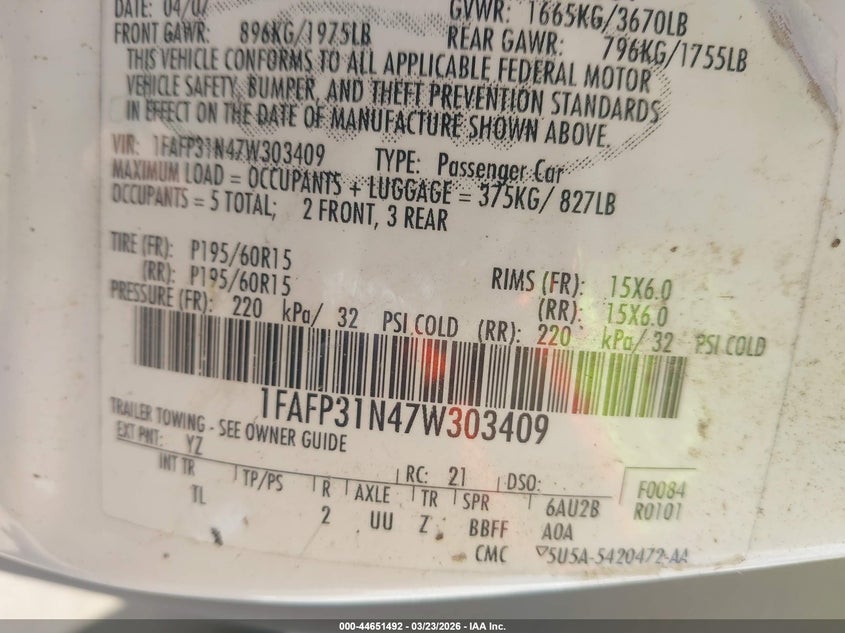 DATE: 04/07
GVWR: 1665KG/3670LB
FRONT GAWR: 896KG/1975LB
REAR GAWR: 796KG/1755LB
THIS VEHICLE CONFORMS TO ALL APPLICABLE FEDERAL MOTOR
VEHICLE SAFETY, BUMPER, AND THEFT PREVENTION STANDARDS
IN EFFECT ON THE DATE OF MANUFACTURE SHOWN ABOVE.
VIN: 1FAFP31N47W303409 TYPE: Passenger Car
MAXIMUM LOAD = OCCUPANTS + LUGGAGE = 375KG/ 827LB
OCCUPANTS = 5 TOTAL; 2 FRONT, 3 REAR
TIRE (FR): P195/60R15 RIMS (FR): 15X6.0
(RR): P195/60R15 (RR): 15X6.0
PRESSURE (FR): 220 kPa/ 32 PSI COLD (RR): 220 kPa/ 32 PSI COLD
1FAFP31N47W303409
TRAILER TOWING - SEE OWNER GUIDE
EXT PNT: YZ RC: 21 DSO: F0084
INT TR TP/PS R AXLE TR SPR 6AU2B R0101
TL 2 UU Z BBFF A0A
CMC 5U5A-5420472-AA
000-44651492 - 03/23/2026 - IAA Inc.